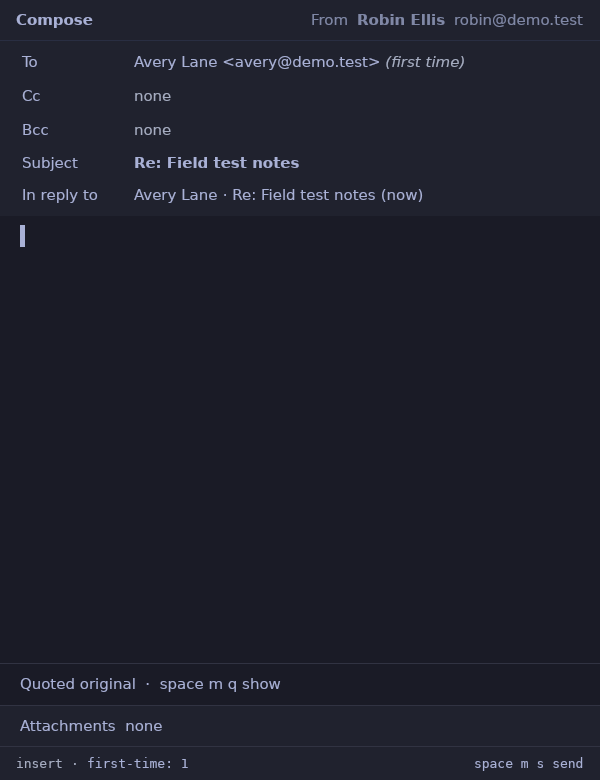 Compose From Robin Ellis robin@demo.test
To Avery Lane <avery@demo.test> (first time)
Cc none
Bcc none
Subject Re: Field test notes
In reply to Avery Lane · Re: Field test notes (now)
Quoted original · space m q show
Attachments none
insert · first-time: 1 space m s send